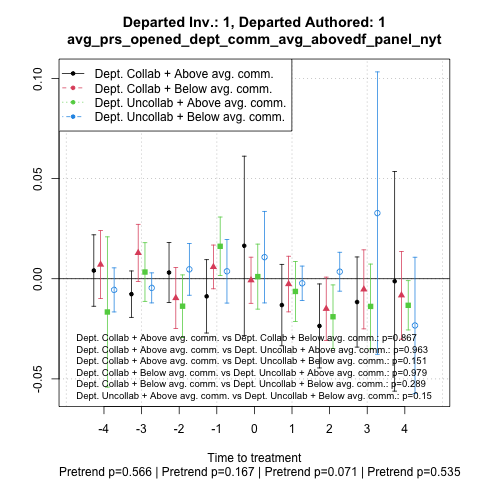 Departed Inv.: 1, Departed Authored: 1
avg_prs_opened_dept_comm_avg_abovedf_panel_nyt
Dept. Collab + Above avg. comm.
Dept. Collab + Below avg. comm.
Dept. Uncollab + Above avg. comm.
Dept. Uncollab + Below avg. comm.
0.10
0.05
0.00
-0.05
Dept. Collab + Above avg. comm. vs Dept. Collab + Below avg. comm.: p=0.867
Dept. Collab + Above avg. comm. vs Dept. Uncollab + Above avg. comm.: p=0.963
Dept. Collab + Above avg. comm. vs Dept. Uncollab + Below avg. comm.: p=0.151
Dept. Collab + Below avg. comm. vs Dept. Uncollab + Above avg. comm.: p=0.979
Dept. Collab + Below avg. comm. vs Dept. Uncollab + Below avg. comm.: p=0.289
Dept. Uncollab + Above avg. comm. vs Dept. Uncollab + Below avg. comm.: p=0.15
-4 -3 -2 -1 0 1 2 3 4
Time to treatment
Pretrend p=0.566 | Pretrend p=0.167 | Pretrend p=0.071 | Pretrend p=0.535